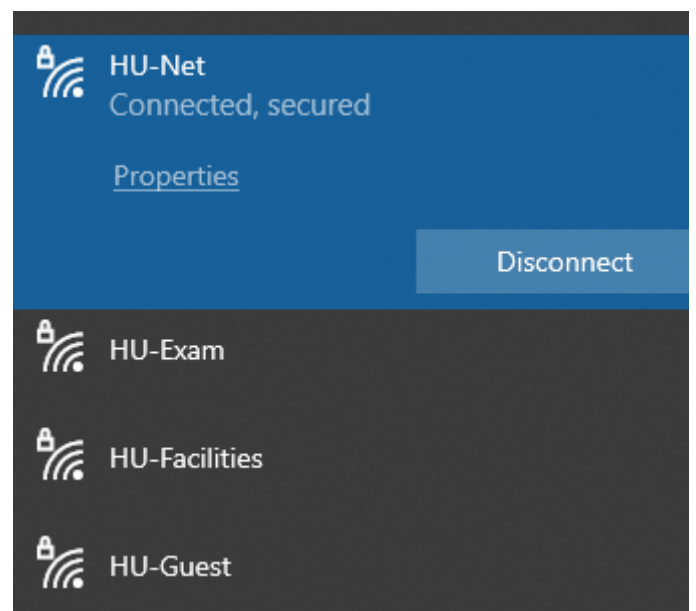 HU-Net
Connected, secured
Properties
Disconnect
HU-Exam
HU-Facilities
HU-Guest